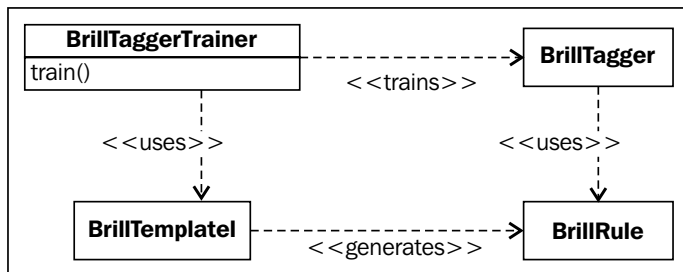 BrillTaggerTrainer
train()
<<trains>>
BrillTagger
<<uses>>
<<uses>>
BrillTemplateI
<<generates>>
BrillRule